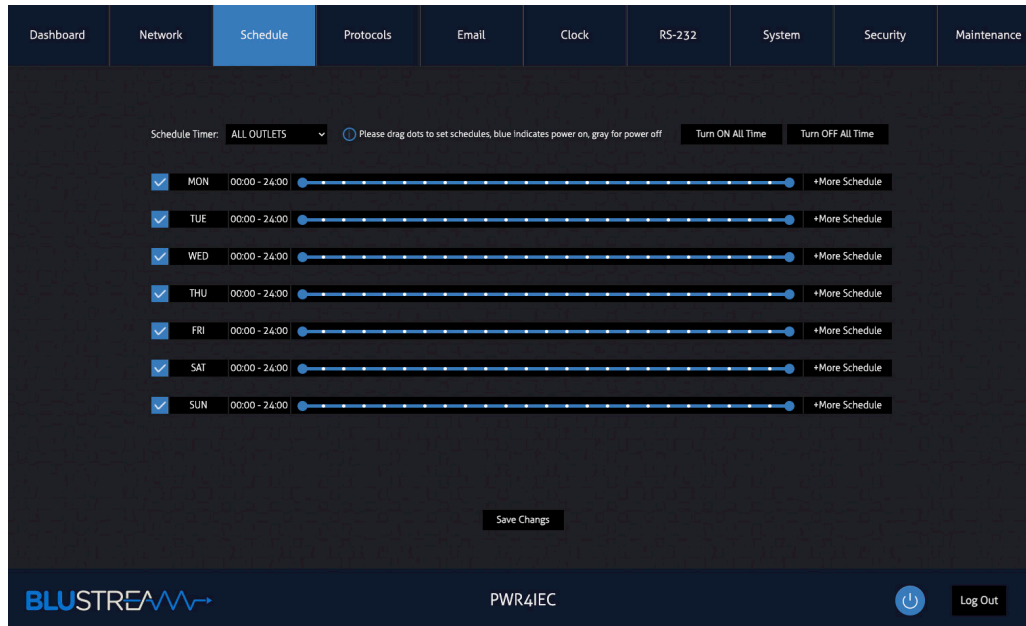 Dashboard Network Schedule Protocols Email Clock RS-232 System Security Maintenance
Schedule Timer: ALL OUTLETS Please drag dots to set schedules, blue indicates power on, gray for power off Turn ON All Time Turn OFF All Time
MON 00:00 - 24:00 +More Schedule
TUE 00:00 - 24:00 +More Schedule
WED 00:00 - 24:00 +More Schedule
THU 00:00 - 24:00 +More Schedule
FRI 00:00 - 24:00 +More Schedule
SAT 00:00 - 24:00 +More Schedule
SUN 00:00 - 24:00 +More Schedule
Save Changs
BLUSTREAM PWR4IEC Log Out